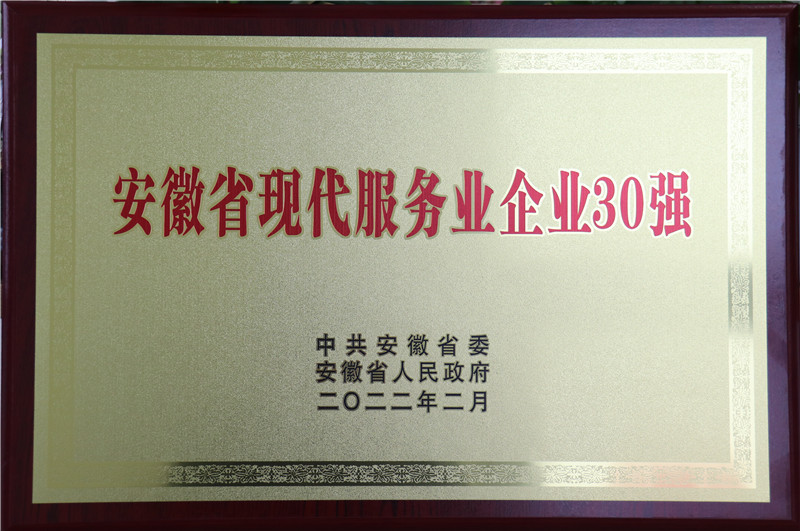 安徽省现代服务业企业30强
中共安徽省委
安徽省人民政府
二〇二二年二月